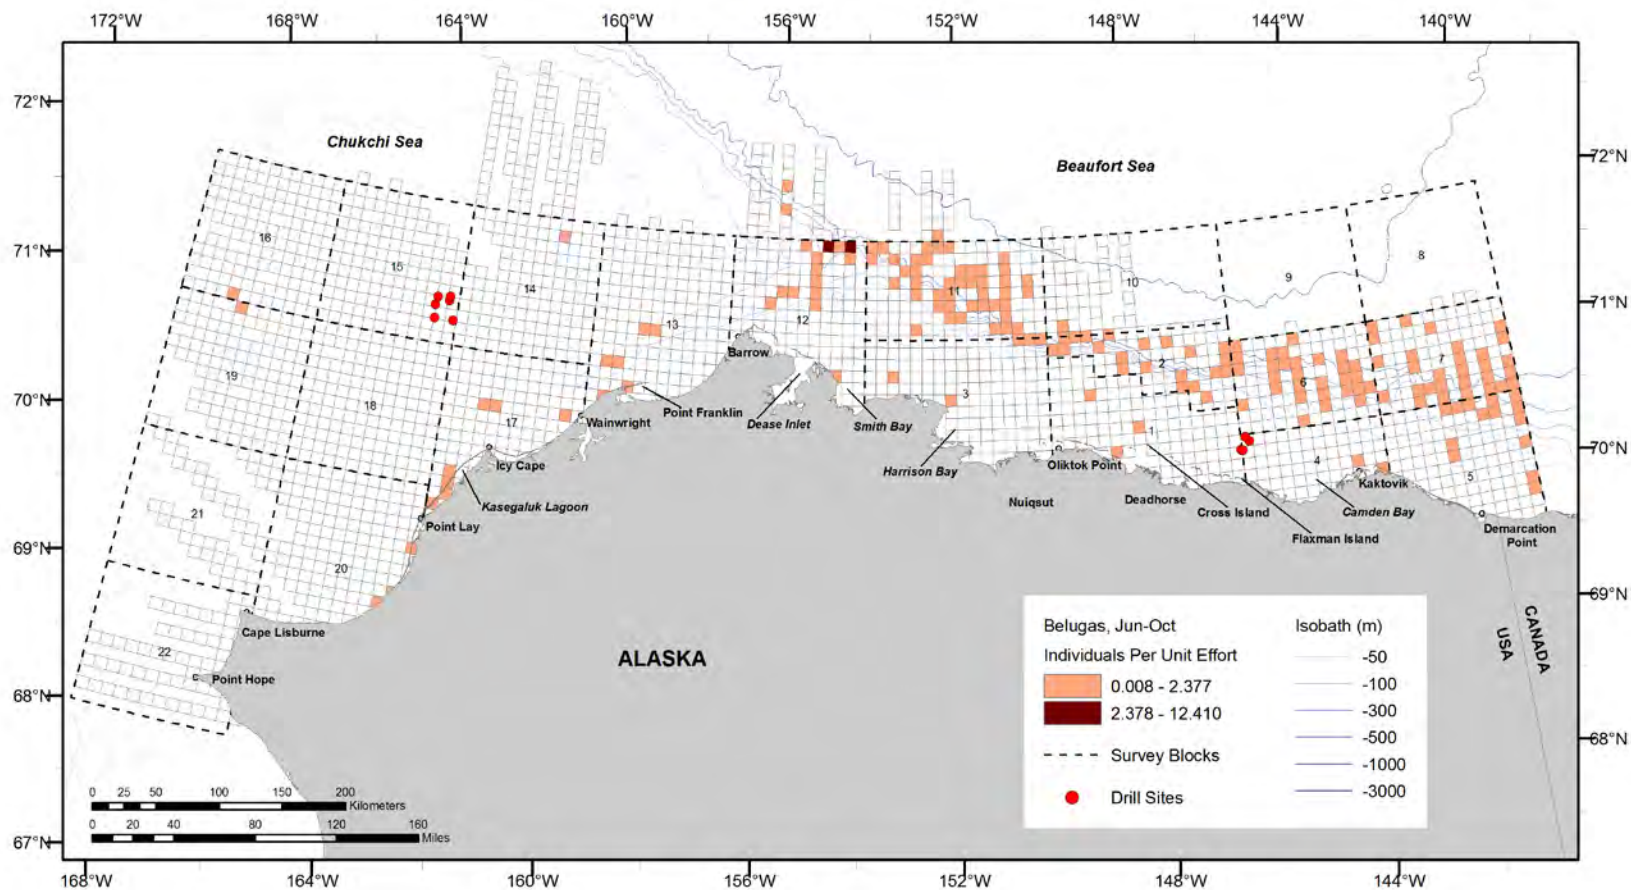 172°W 168°W 164°W 160°W 156°W 152°W 148°W 144°W 140°W
72°N
Chukchi Sea
Beaufort Sea
72°N
71°N
16
15
14
13
12
11
10
9
8
71°N
Barrow
19
18
17
3
2
6
7
70°N
Wainwright
Point Franklin
Dease Inlet
Smith Bay
1
70°N
Icy Cape
Harrison Bay
Oliktok Point
4
5
Kaktovik
Kasegaluk Lagoon
Nuiqsut
Deadhorse
Cross Island
Camden Bay
21
Point Lay
Flaxman Island
Demarcation
Point
69°N
20
69°N
Cape Lisburne
22
Point Hope
ALASKA
USA
CANADA
68°N
68°N
Belugas, Jun-Oct
Individuals Per Unit Effort
0.008 - 2.377
2.378 - 12.410
Survey Blocks
Drill Sites
Isobath (m)
-50
-100
-300
-500
-1000
-3000
0 25 50 100 150 200
Kilometers
0 20 40 80 120 160
Miles
67°N
168°W 164°W 160°W 156°W 152°W 148°W 144°W